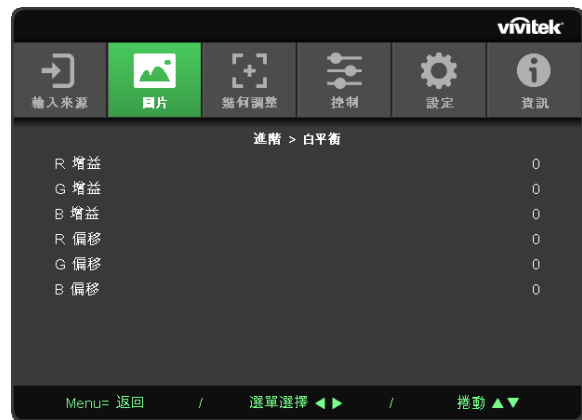 vivitek
輸入來源 圖片 幾何調整 控制 設定 資訊
進階 > 白平衡
R 增益 0
G 增益 0
B 增益 0
R 偏移 0
G 偏移 0
B 偏移 0
Menu= 返回 / 選單選擇 ◀ ▶ / 捲動 ▲▼